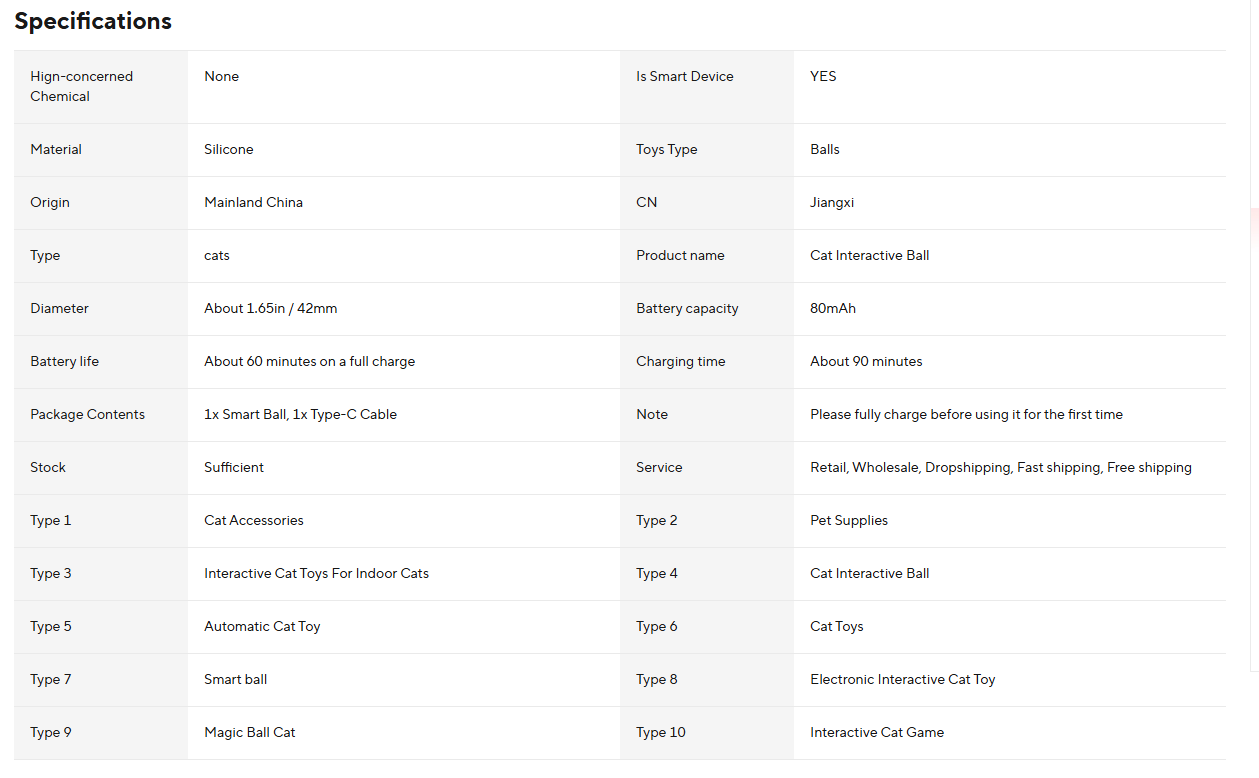 Specifications
Hign-concerned
Chemical
None
Is Smart Device
YES
Material
Silicone
Toys Type
Balls
Origin
Mainland China
CN
Jiangxi
Type
cats
Product name
Cat Interactive Ball
Diameter
About 1.65in / 42mm
Battery capacity
80mAh
Battery life
About 60 minutes on a full charge
Charging time
About 90 minutes
Package Contents
1x Smart Ball, 1x Type-C Cable
Note
Please fully charge before using it for the first time
Stock
Sufficient
Service
Retail, Wholesale, Dropshipping, Fast shipping, Free shipping
Type 1
Cat Accessories
Type 2
Pet Supplies
Type 3
Interactive Cat Toys For Indoor Cats
Type 4
Cat Interactive Ball
Type 5
Automatic Cat Toy
Type 6
Cat Toys
Type 7
Smart ball
Type 8
Electronic Interactive Cat Toy
Type 9
Magic Ball Cat
Type 10
Interactive Cat Game